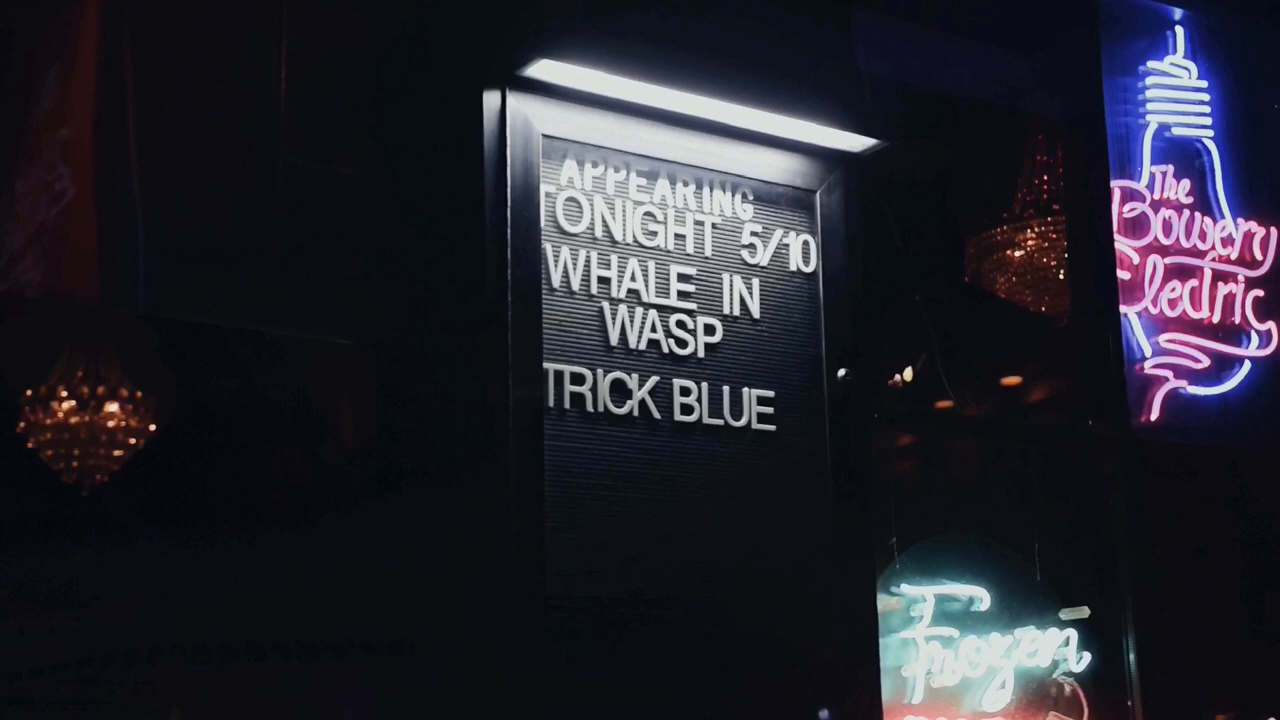 APPEARING
TONIGHT 5/10
WHALE IN
WASP
TRICK BLUE
The
Bowery
Electric
Frozen